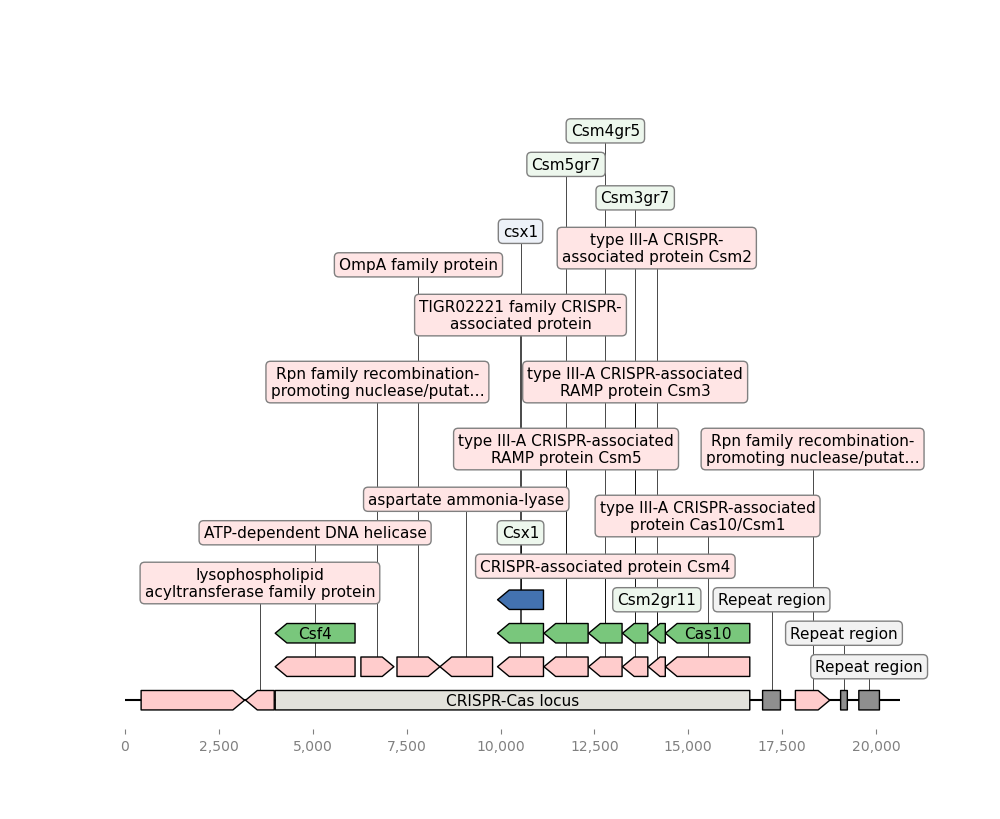 Csm4gr5
Csm5gr7
Csm3gr7
csx1
type III-A CRISPR-
associated protein Csm2
OmpA family protein
TIGR02221 family CRISPR-
associated protein
Rpn family recombination-
promoting nuclease/putat...
type III-A CRISPR-associated
RAMP protein Csm3
type III-A CRISPR-associated
RAMP protein Csm5
Rpn family recombination-
promoting nuclease/putat...
aspartate ammonia-lyase
type III-A CRISPR-associated
protein Cas10/Csm1
ATP-dependent DNA helicase
Csx1
CRISPR-associated protein Csm4
lysophospholipid
acyltransferase family protein
Csm2gr11
Repeat region
Csf4
Cas10
Repeat region
Repeat region
CRISPR-Cas locus
0
2,500
5,000
7,500
10,000
12,500
15,000
17,500
20,000